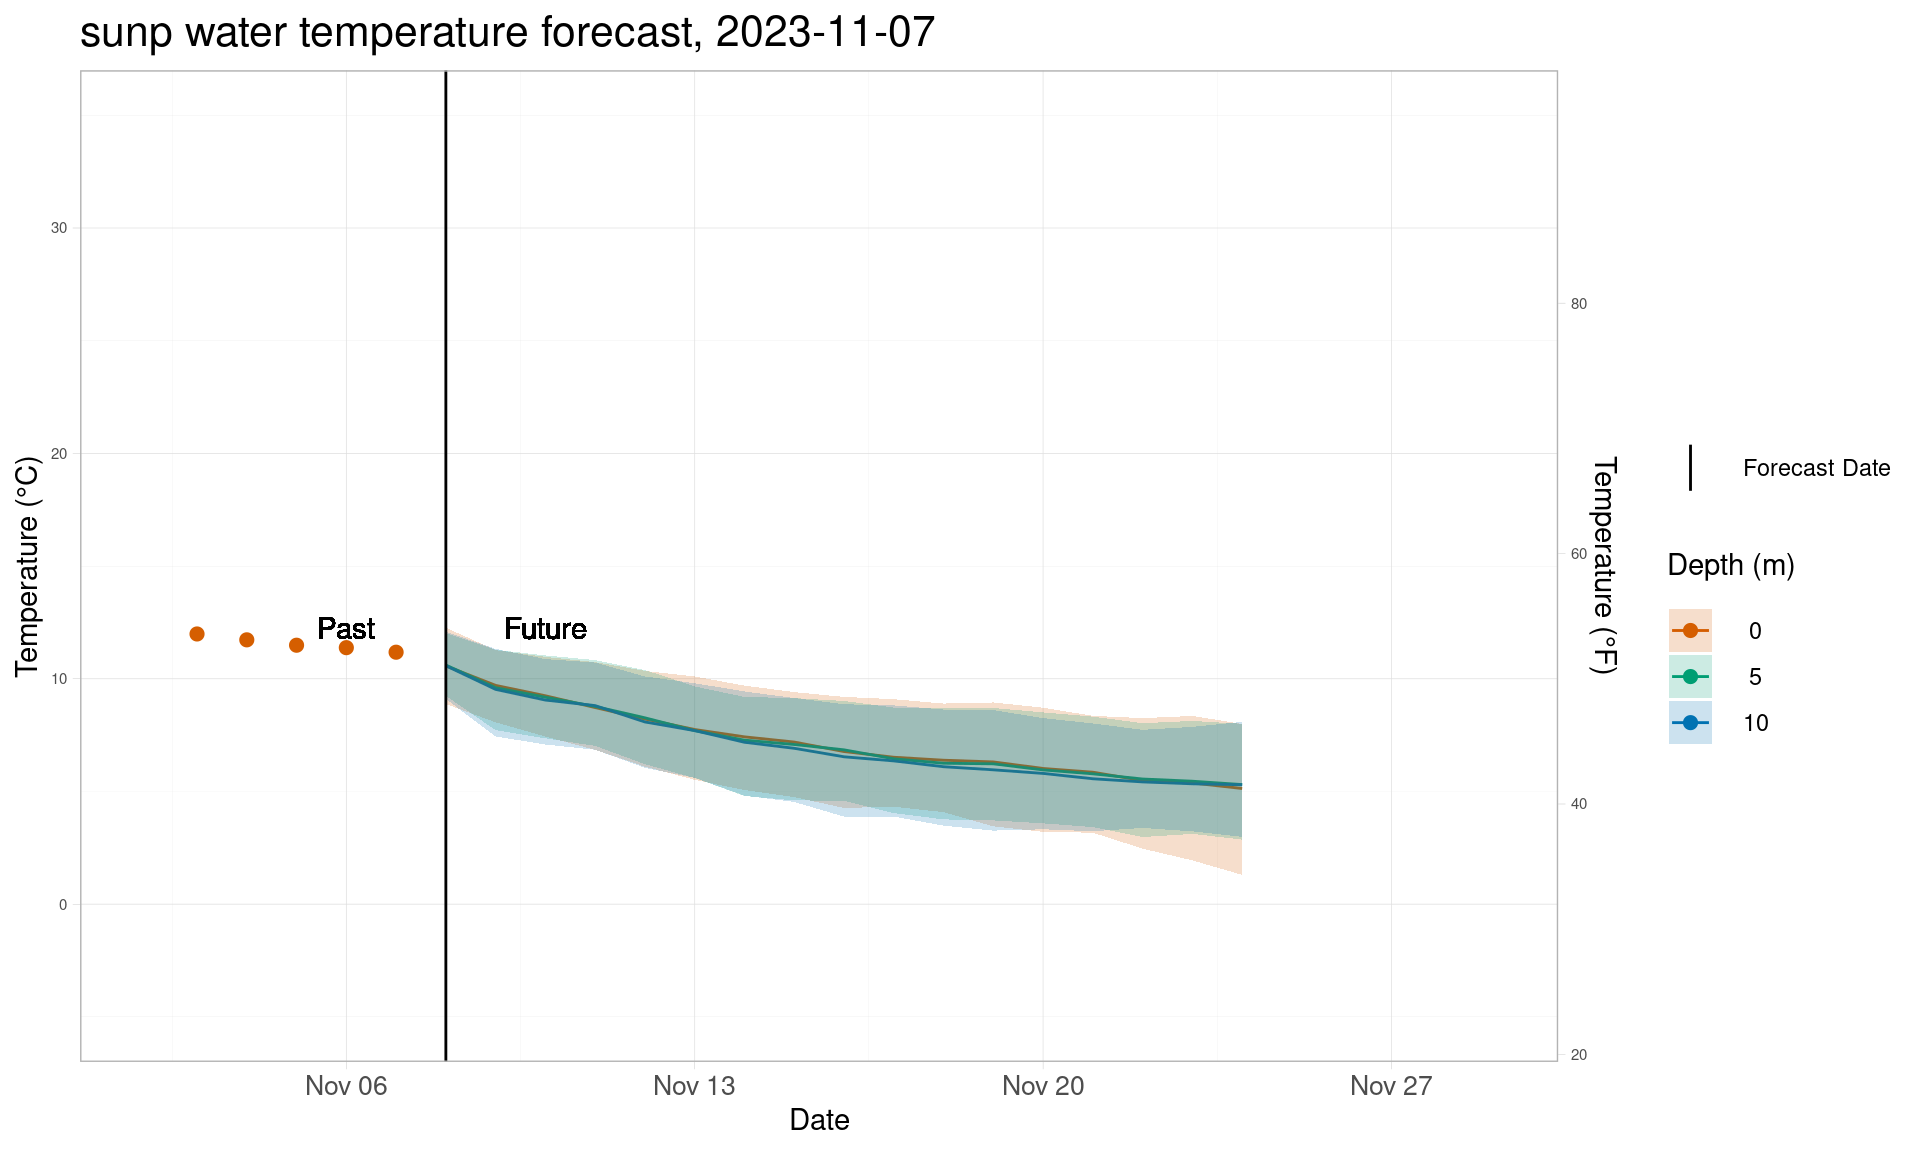 sunp water temperature forecast, 2023-11-07
Temperature (°C)
30
20
10
0
Past
Future
80
60
40
20
Temperature (°F)
Nov 06
Nov 13
Nov 20
Nov 27
Date
Forecast Date
Depth (m)
0
5
10